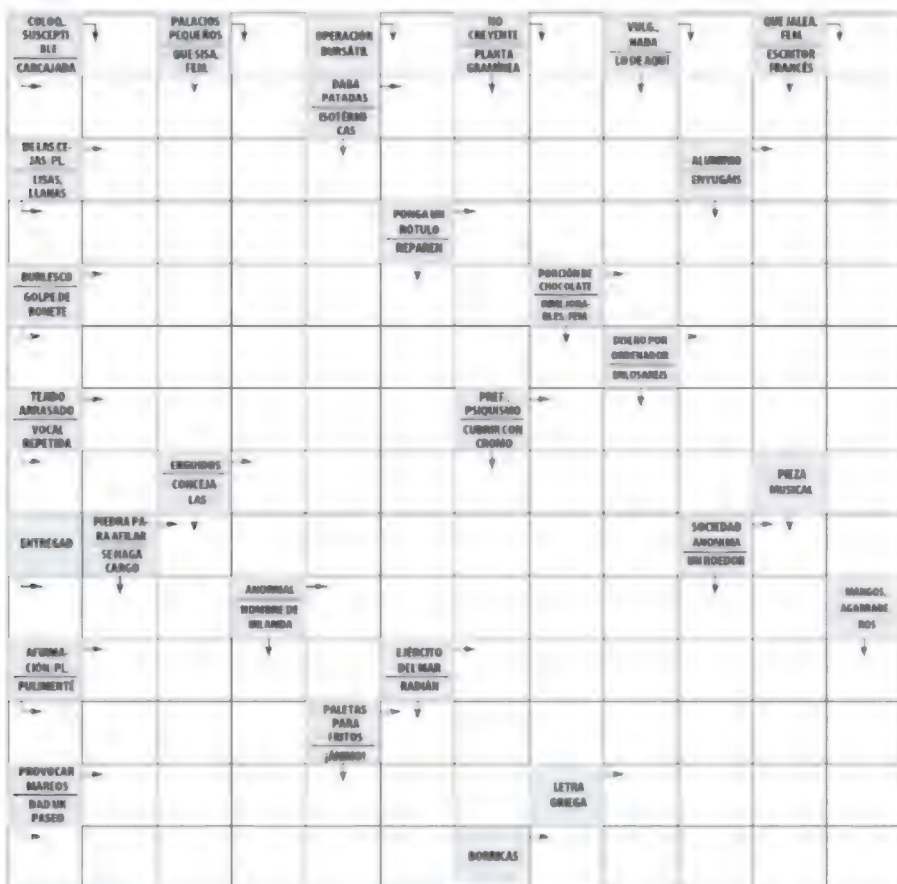 COLOQ.,
SUSCEPTI
BLE
CARCAJADA
PALACIOS
PEQUEÑOS
QUE SISA,
FEM.
OPERACIÓN
BURSÁTIL
NO
CREYENTE
PLANTA
GRAMÍNEA
VULG.,
NADA
LO DE AQUÍ
QUE JALEA,
FEM.
ESCRITOR
FRANCÉS
DABA
PATADAS
ISOTÉRMI
CAS
DE LAS CE-
JAS, PL.
LISAS,
LLANAS
ALUMINIO
ENYUGÁIS
PONGA UN
RÓTULO
REPAREN
BURLESCO
GOLPE DE
BONETE
PORCIÓN DE
CHOCOLATE
FEM.
DISEÑO POR
ORDENADOR
ENLOSARÉIS
TEJIDO
ARRASADO
VOCAL
REPETIDA
PREF.,
PSIQUISMO
CUBRIR CON
CROMO
ERGUIDOS
CONCEJA
LAS
PIEZA
MUSICAL
ENTREGAD
PIEDRA PA-
RA AFILAR
SE HAGA
CARGO
SOCIEDAD
ANÓNIMA
UN ROEDOR
ANORMAL
NOMBRE DE
IRLANDA
MANGOS,
AGARRADE-
ROS
AFIRMA-
CIÓN, PL.
PULIMENTÉ
EJÉRCITO
DEL MAR
RADIÁN
PALETAS
PARA
FRITOS
¡ÁNIMO!
PROVOCAR
MAREOS
DAD UN
PASEO
LETRA
GRIEGA
BORRICAS